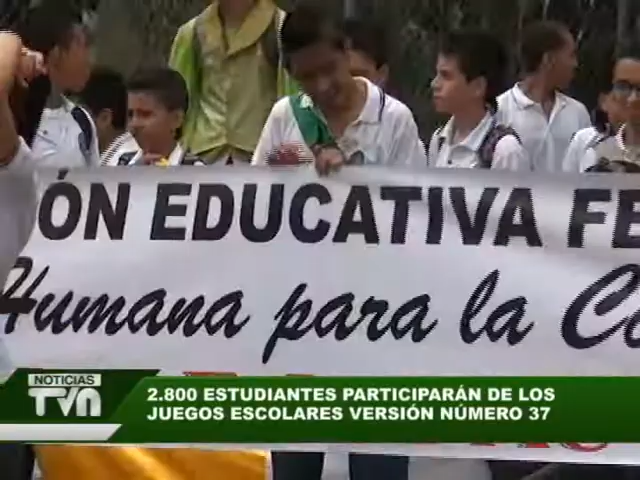 ÓN EDUCATIVA FE
Humana para la C
NOTICIAS
TVN
2.800 ESTUDIANTES PARTICIPARÁN DE LOS
JUEGOS ESCOLARES VERSIÓN NÚMERO 37